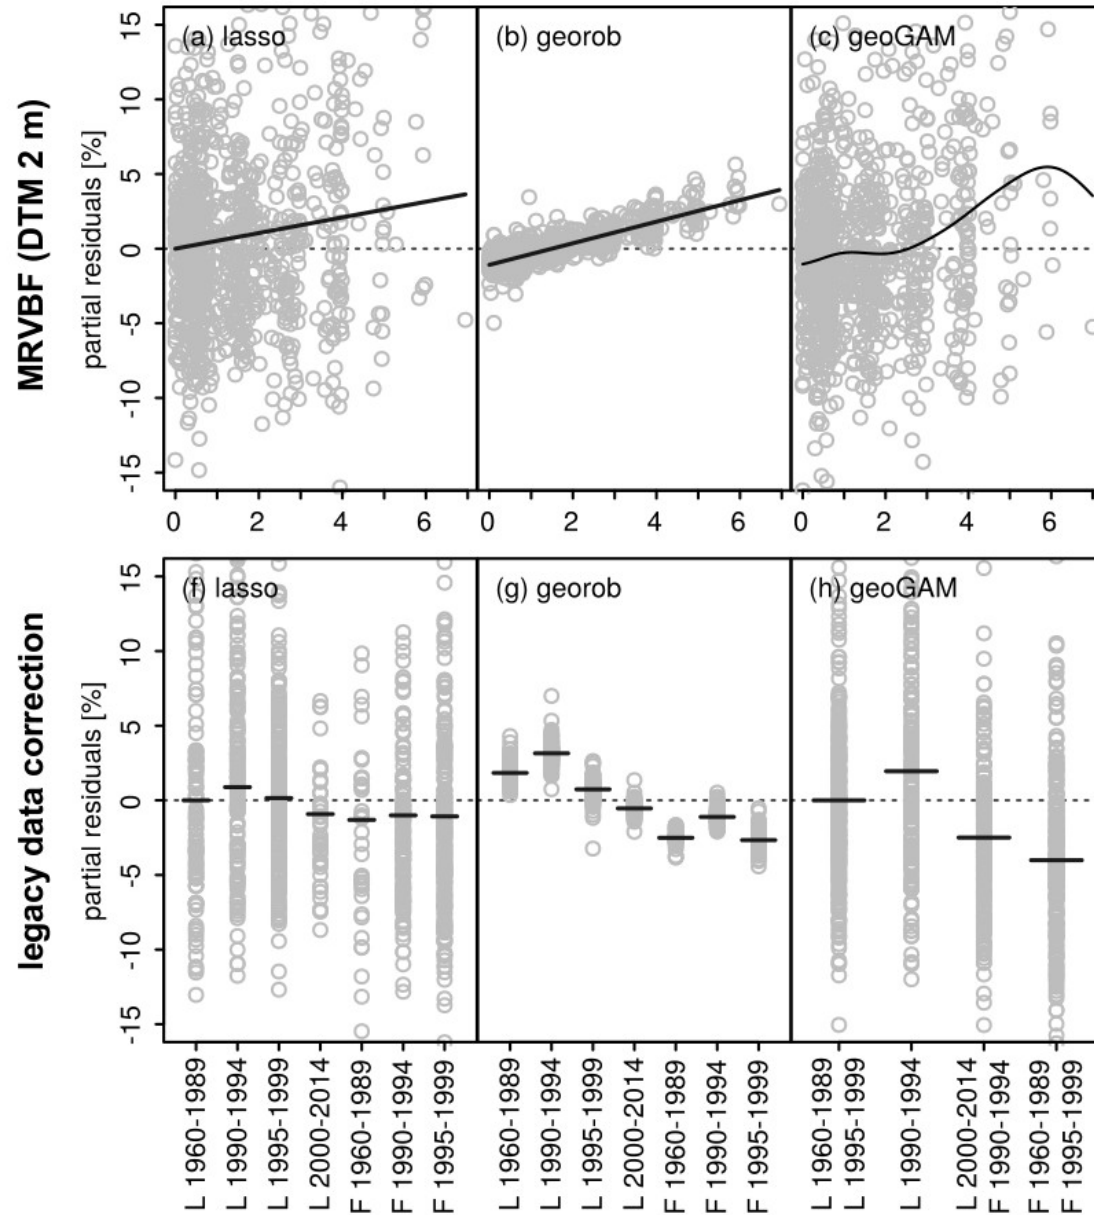 MRVBF (DTM 2 m)
partial residuals [%]
15
10
5
0
-5
-10
-15
(a) lasso
(b) georob
(c) geoGAM
0 2 4 6
0 2 4 6
0 2 4 6
legacy data correction
partial residuals [%]
15
10
5
0
-5
-10
-15
(f) lasso
(g) georob
(h) geoGAM
L 1960-1989
L 1990-1994
L 1995-1999
L 2000-2014
F 1960-1989
F 1990-1994
F 1995-1999
L 1960-1989
L 1990-1994
L 1995-1999
L 2000-2014
F 1960-1989
F 1990-1994
F 1995-1999
L 1960-1989
L 1995-1999
L 1990-1994
L 2000-2014
F 1990-1994
F 1960-1989
F 1995-1999